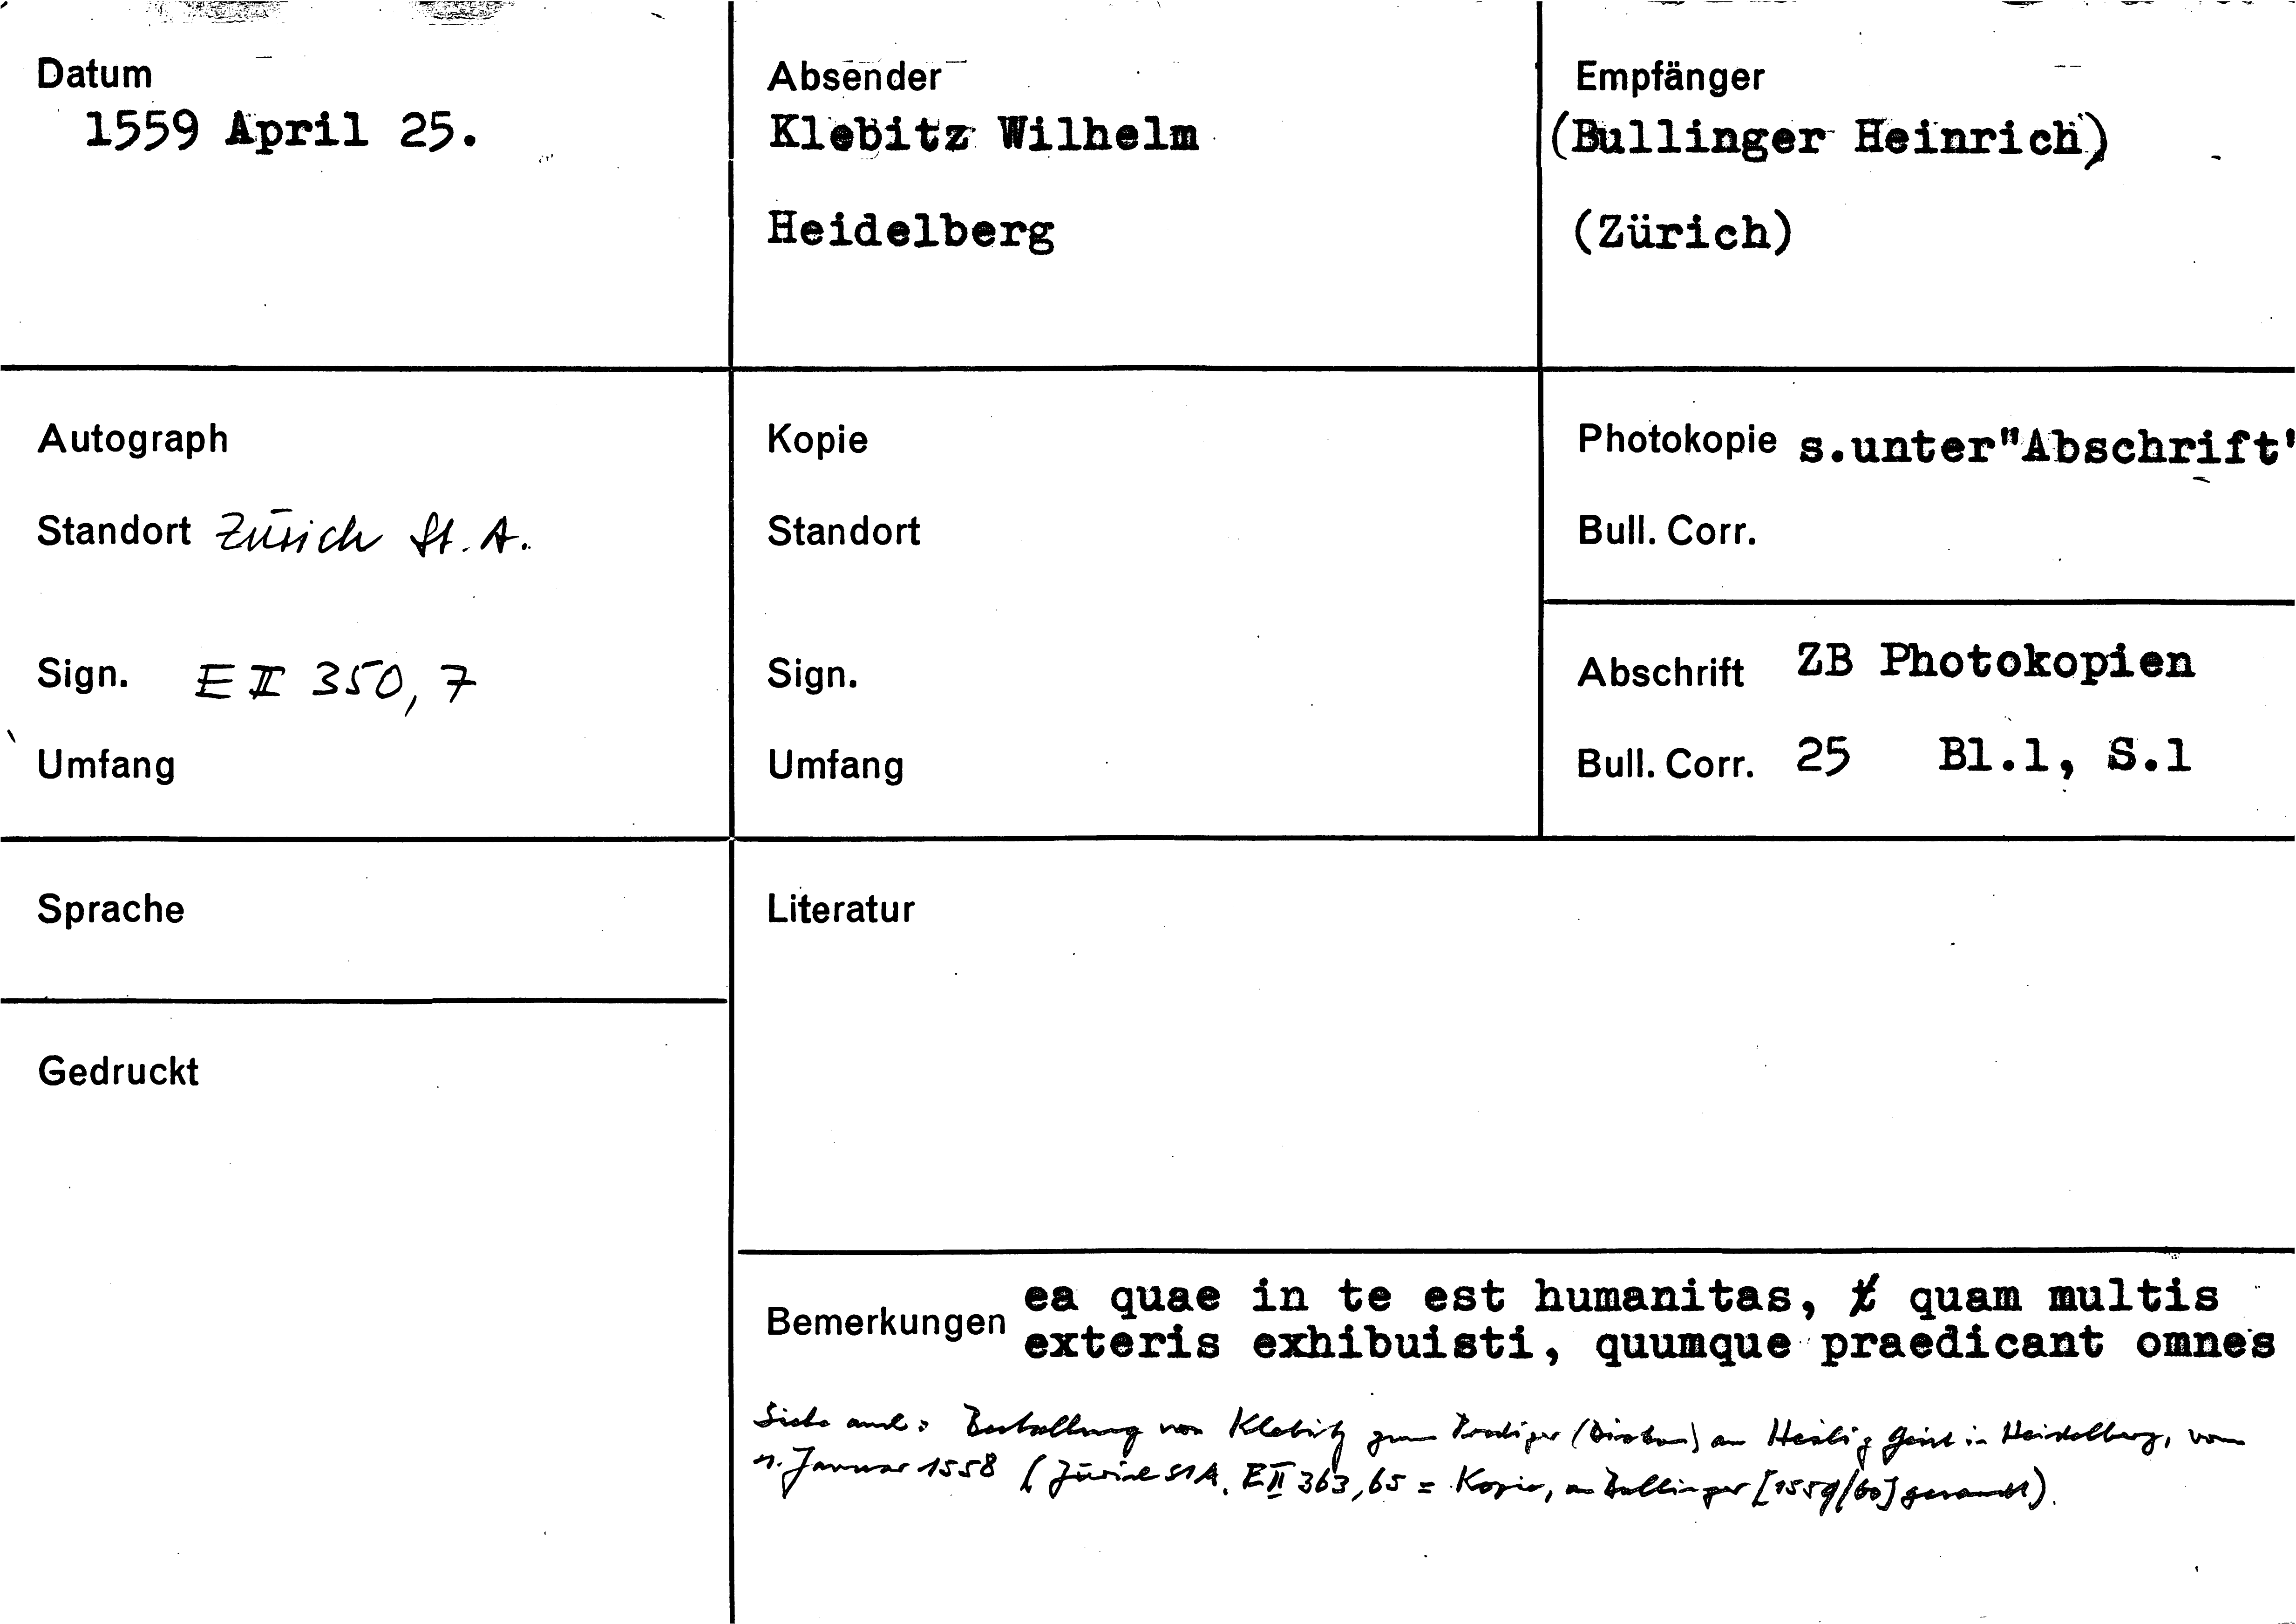 Datum
1559 April 25.
Absender
Klebitz Wilhelm
Heidelberg
Empfänger
(Bullinger Heinrich)
(Zürich)
Autograph
Standort Zürich St. A.
Sign. E II 350, 7
Umfang
Kopie
Standort
Sign.
Umfang
Photokopie s.unter"Abschrift"
Bull. Corr.
Abschrift ZB Photokopien
Bull. Corr. 25 Bl.1, S.1
Sprache
Literatur
Gedruckt
Bemerkungen ea quae in te est humanitas, quam multis
exteris exhibuisti, quumque praedicant omnes
Siehe auch: Bestallung von Klebitz zum Prediger (Diakon) an Heilig Geist in Heidelberg, vom
1. Januar 1558 (Zürich StA, E II 363, 65 = Kopie, an Bullinger [1559/60] gesandt).